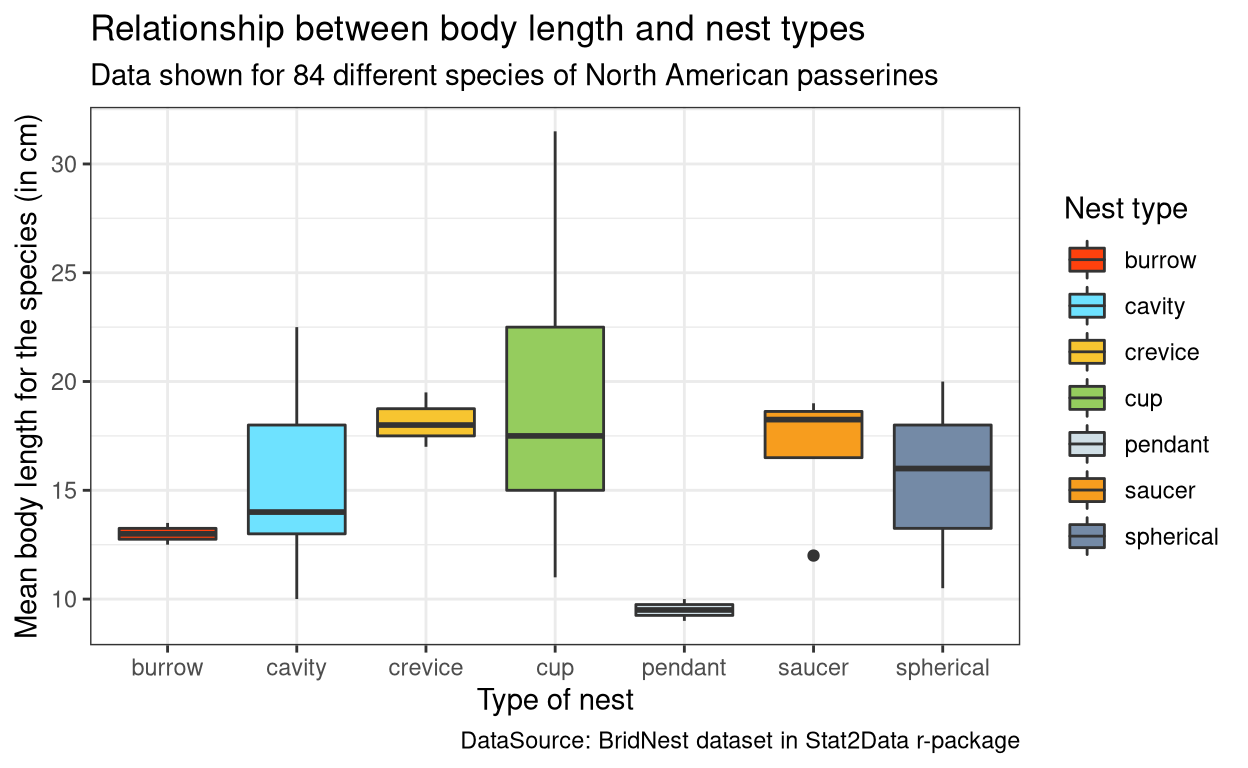 Relationship between body length and nest types
Data shown for 84 different species of North American passerines
Mean body length for the species (in cm)
30
25
20
15
10
burrow cavity crevice cup pendant saucer spherical
Type of nest
DataSource: BridNest dataset in Stat2Data r-package
Nest type
burrow
cavity
crevice
cup
pendant
saucer
spherical